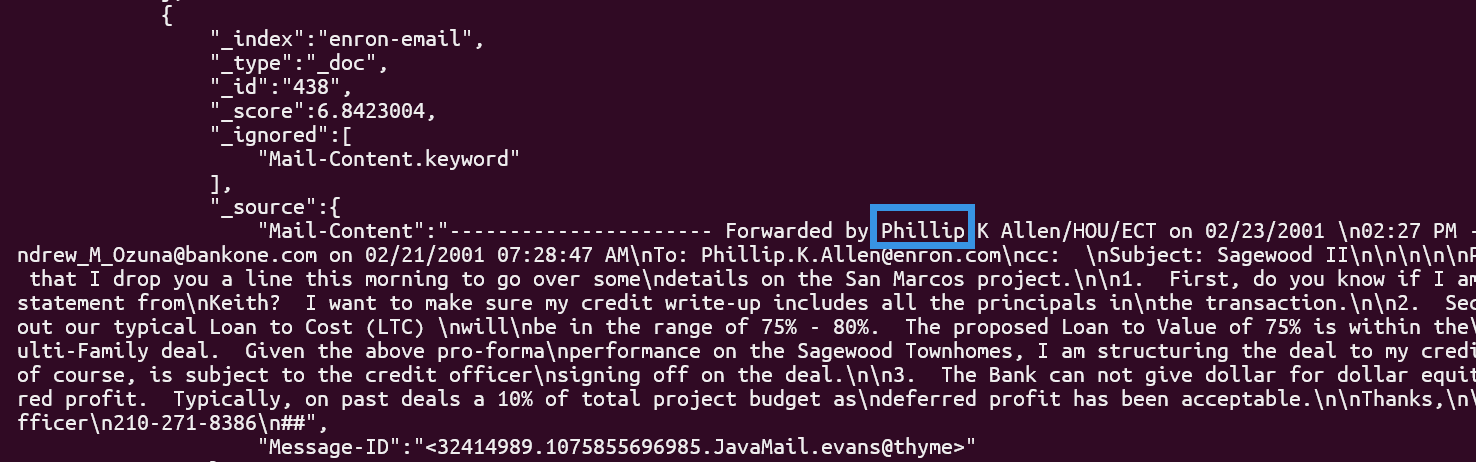 {
"_index":"enron-email",
"_type":"_doc",
"_id":"438",
"_score":6.8423004,
"_ignored":[
"Mail-Content.keyword"
],
"_source":{
"Mail-Content":"---------------------- Forwarded by Phillip K Allen/HOU/ECT on 02/23/2001 \n02:27 PM -
ndrew_M_Ozuna@bankone.com on 02/21/2001 07:28:47 AM\nTo: Phillip.K.Allen@enron.com\ncc:  \nSubject: Sagewood II\n\n\n\n\n
that I drop you a line this morning to go over some\ndetails on the San Marcos project.\n\n1.  First, do you know if I am
statement from\nKeith?  I want to make sure my credit write-up includes all the principals in\nthe transaction.\n\n2.  Sec
out our typical Loan to Cost (LTC) \nwill\nbe in the range of 75% - 80%.  The proposed Loan to Value of 75% is within the\
ulti-Family deal.  Given the above pro-forma\nperformance on the Sagewood Townhomes, I am structuring the deal to my credi
of course, is subject to the credit officer\nsigning off on the deal.\n\n3.  The Bank can not give dollar for dollar equit
red profit.  Typically, on past deals a 10% of total project budget as\ndeferred profit has been acceptable.\n\nThanks,\n\
fficer\n210-271-8386\n##",
"Message-ID":"<32414989.1075855696985.JavaMail.evans@thyme>"